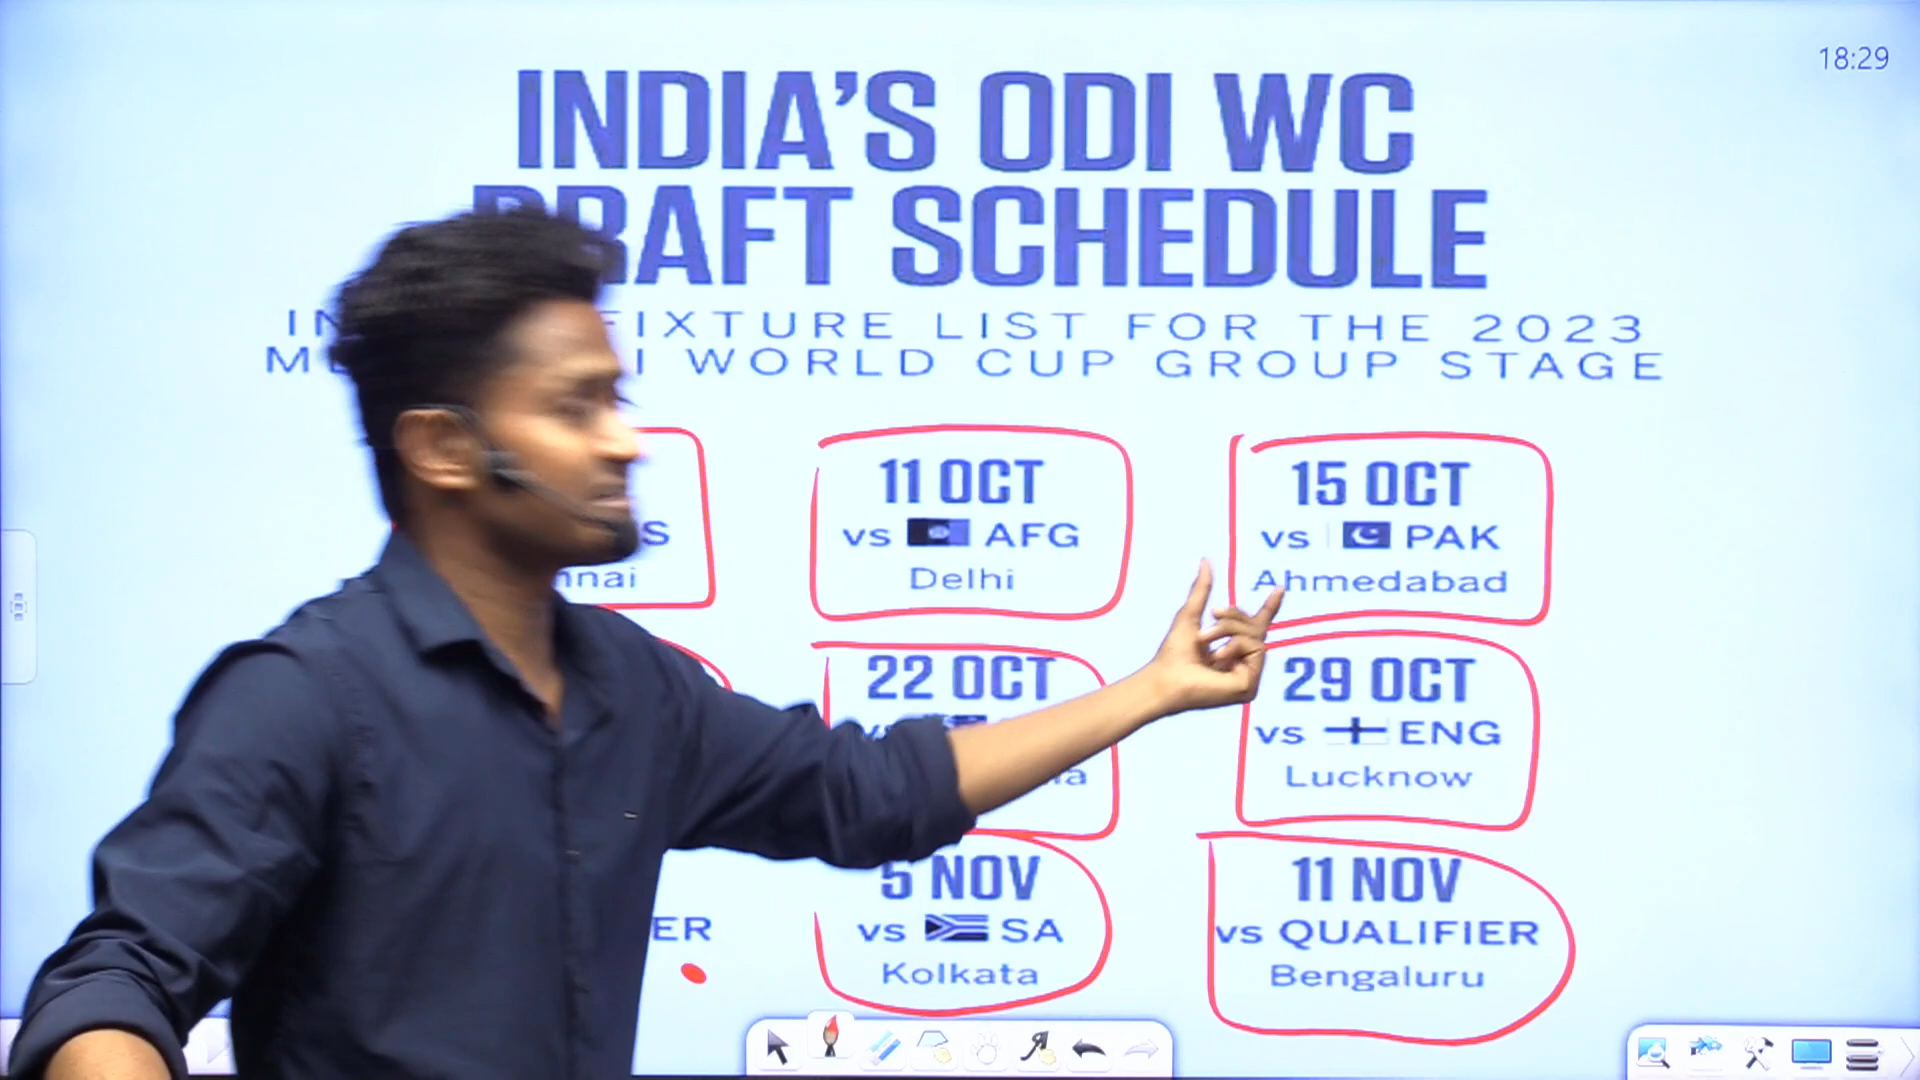 18:29
INDIA'S ODI WC
DRAFT SCHEDULE
FIXTURE LIST FOR THE 2023
WORLD CUP GROUP STAGE
11 OCT
vs AFG
Delhi
15 OCT
vs PAK
Ahmedabad
22 OCT
29 OCT
vs ENG
Lucknow
5 NOV
vs SA
Kolkata
11 NOV
vs QUALIFIER
Bengaluru